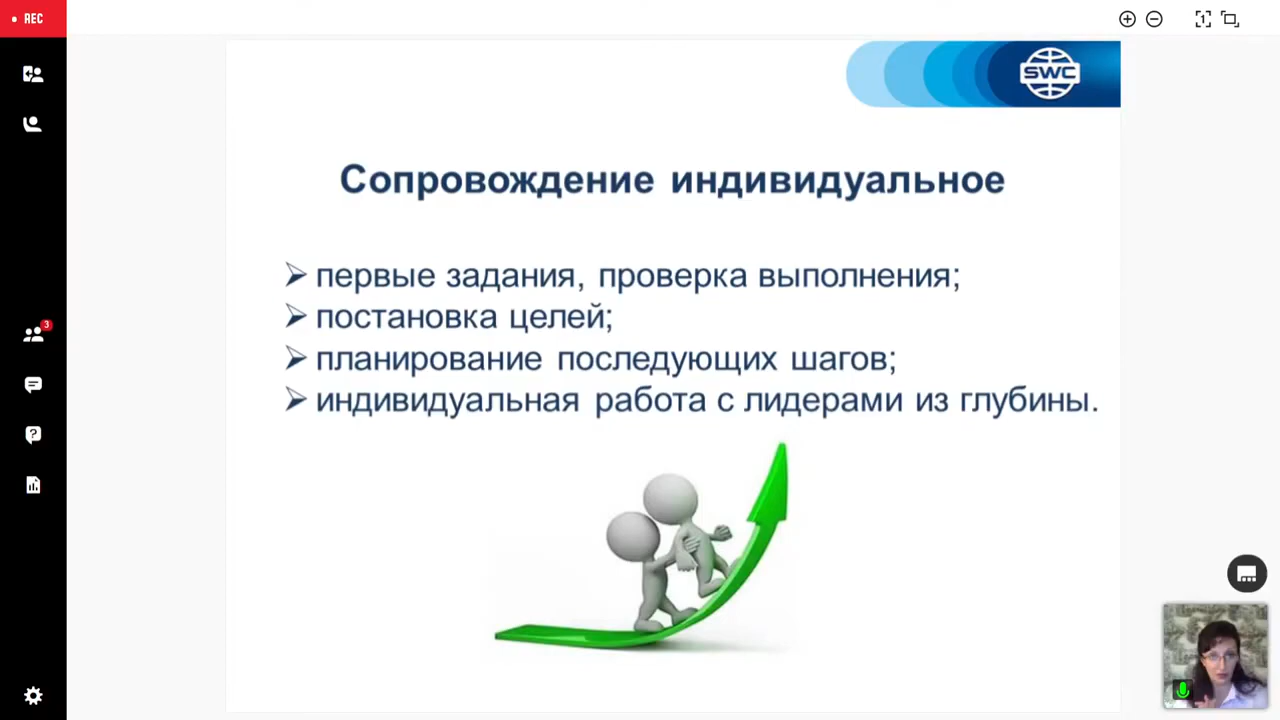 REC
1
SWC
Сопровождение индивидуальное
первые задания, проверка выполнения;
постановка целей;
планирование последующих шагов;
индивидуальная работа с лидерами из глубины.
3
?